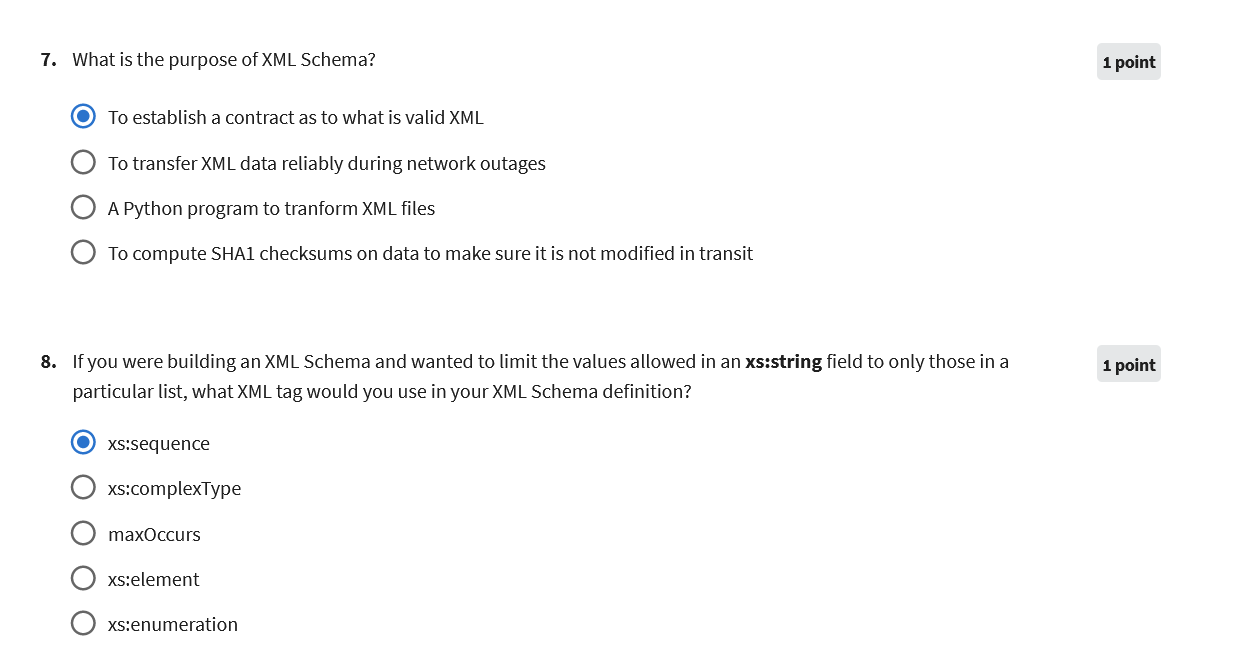 7. What is the purpose of XML Schema?
1 point
To establish a contract as to what is valid XML
To transfer XML data reliably during network outages
A Python program to tranform XML files
To compute SHA1 checksums on data to make sure it is not modified in transit
8. If you were building an XML Schema and wanted to limit the values allowed in an xs:string field to only those in a
particular list, what XML tag would you use in your XML Schema definition?
1 point
xs:sequence
xs:complexType
maxOccurs
xs:element
xs:enumeration